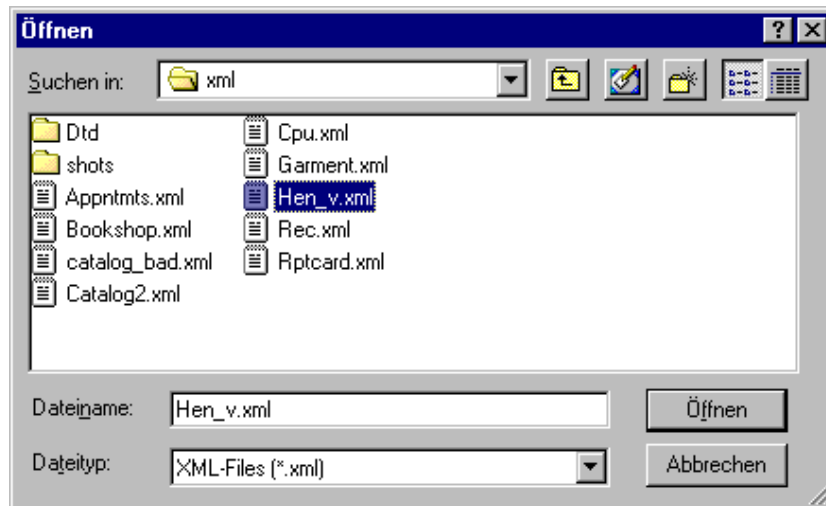 Öffnen
Suchen in: xml
Dtd
shots
Appntmts.xml
Bookshop.xml
catalog_bad.xml
Catalog2.xml
Cpu.xml
Garment.xml
Hen_v.xml
Rec.xml
Rptcard.xml
Dateiname: Hen_v.xml Öffnen
Dateityp: XML-Files (*.xml) Abbrechen